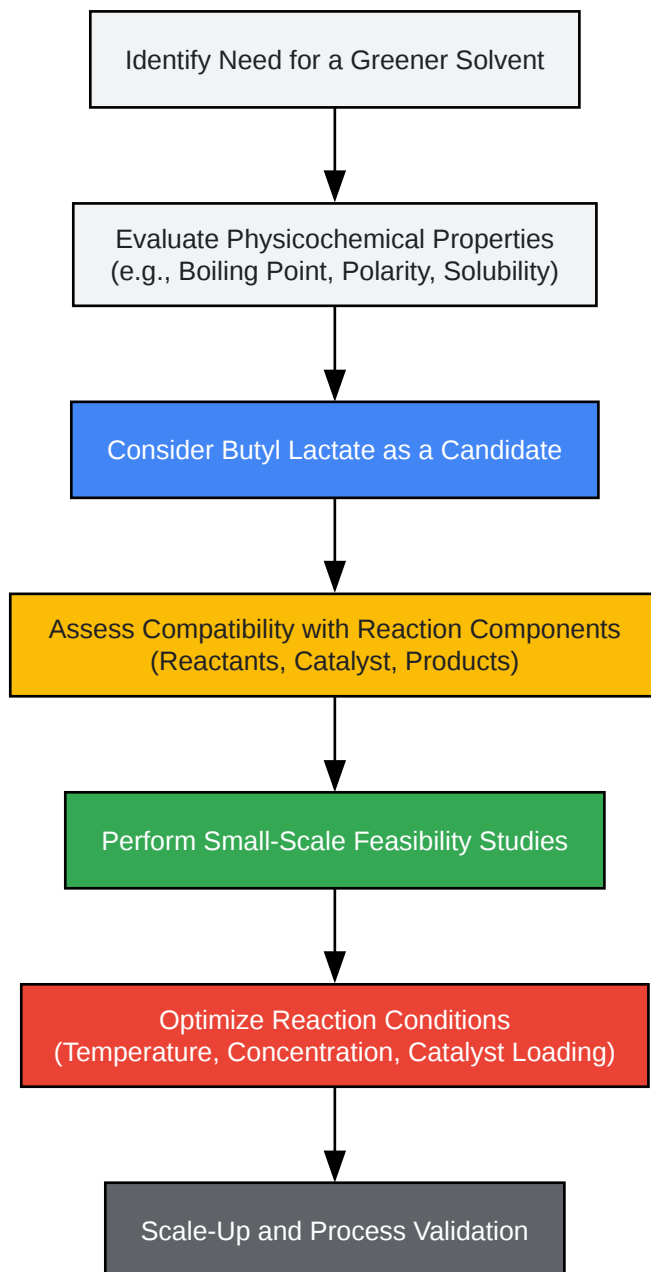 Identify Need for a Greener Solvent
Evaluate Physicochemical Properties
(e.g., Boiling Point, Polarity, Solubility)
Consider Butyl Lactate as a Candidate
Assess Compatibility with Reaction Components
(Reactants, Catalyst, Products)
Perform Small-Scale Feasibility Studies
Optimize Reaction Conditions
(Temperature, Concentration, Catalyst Loading)
Scale-Up and Process Validation